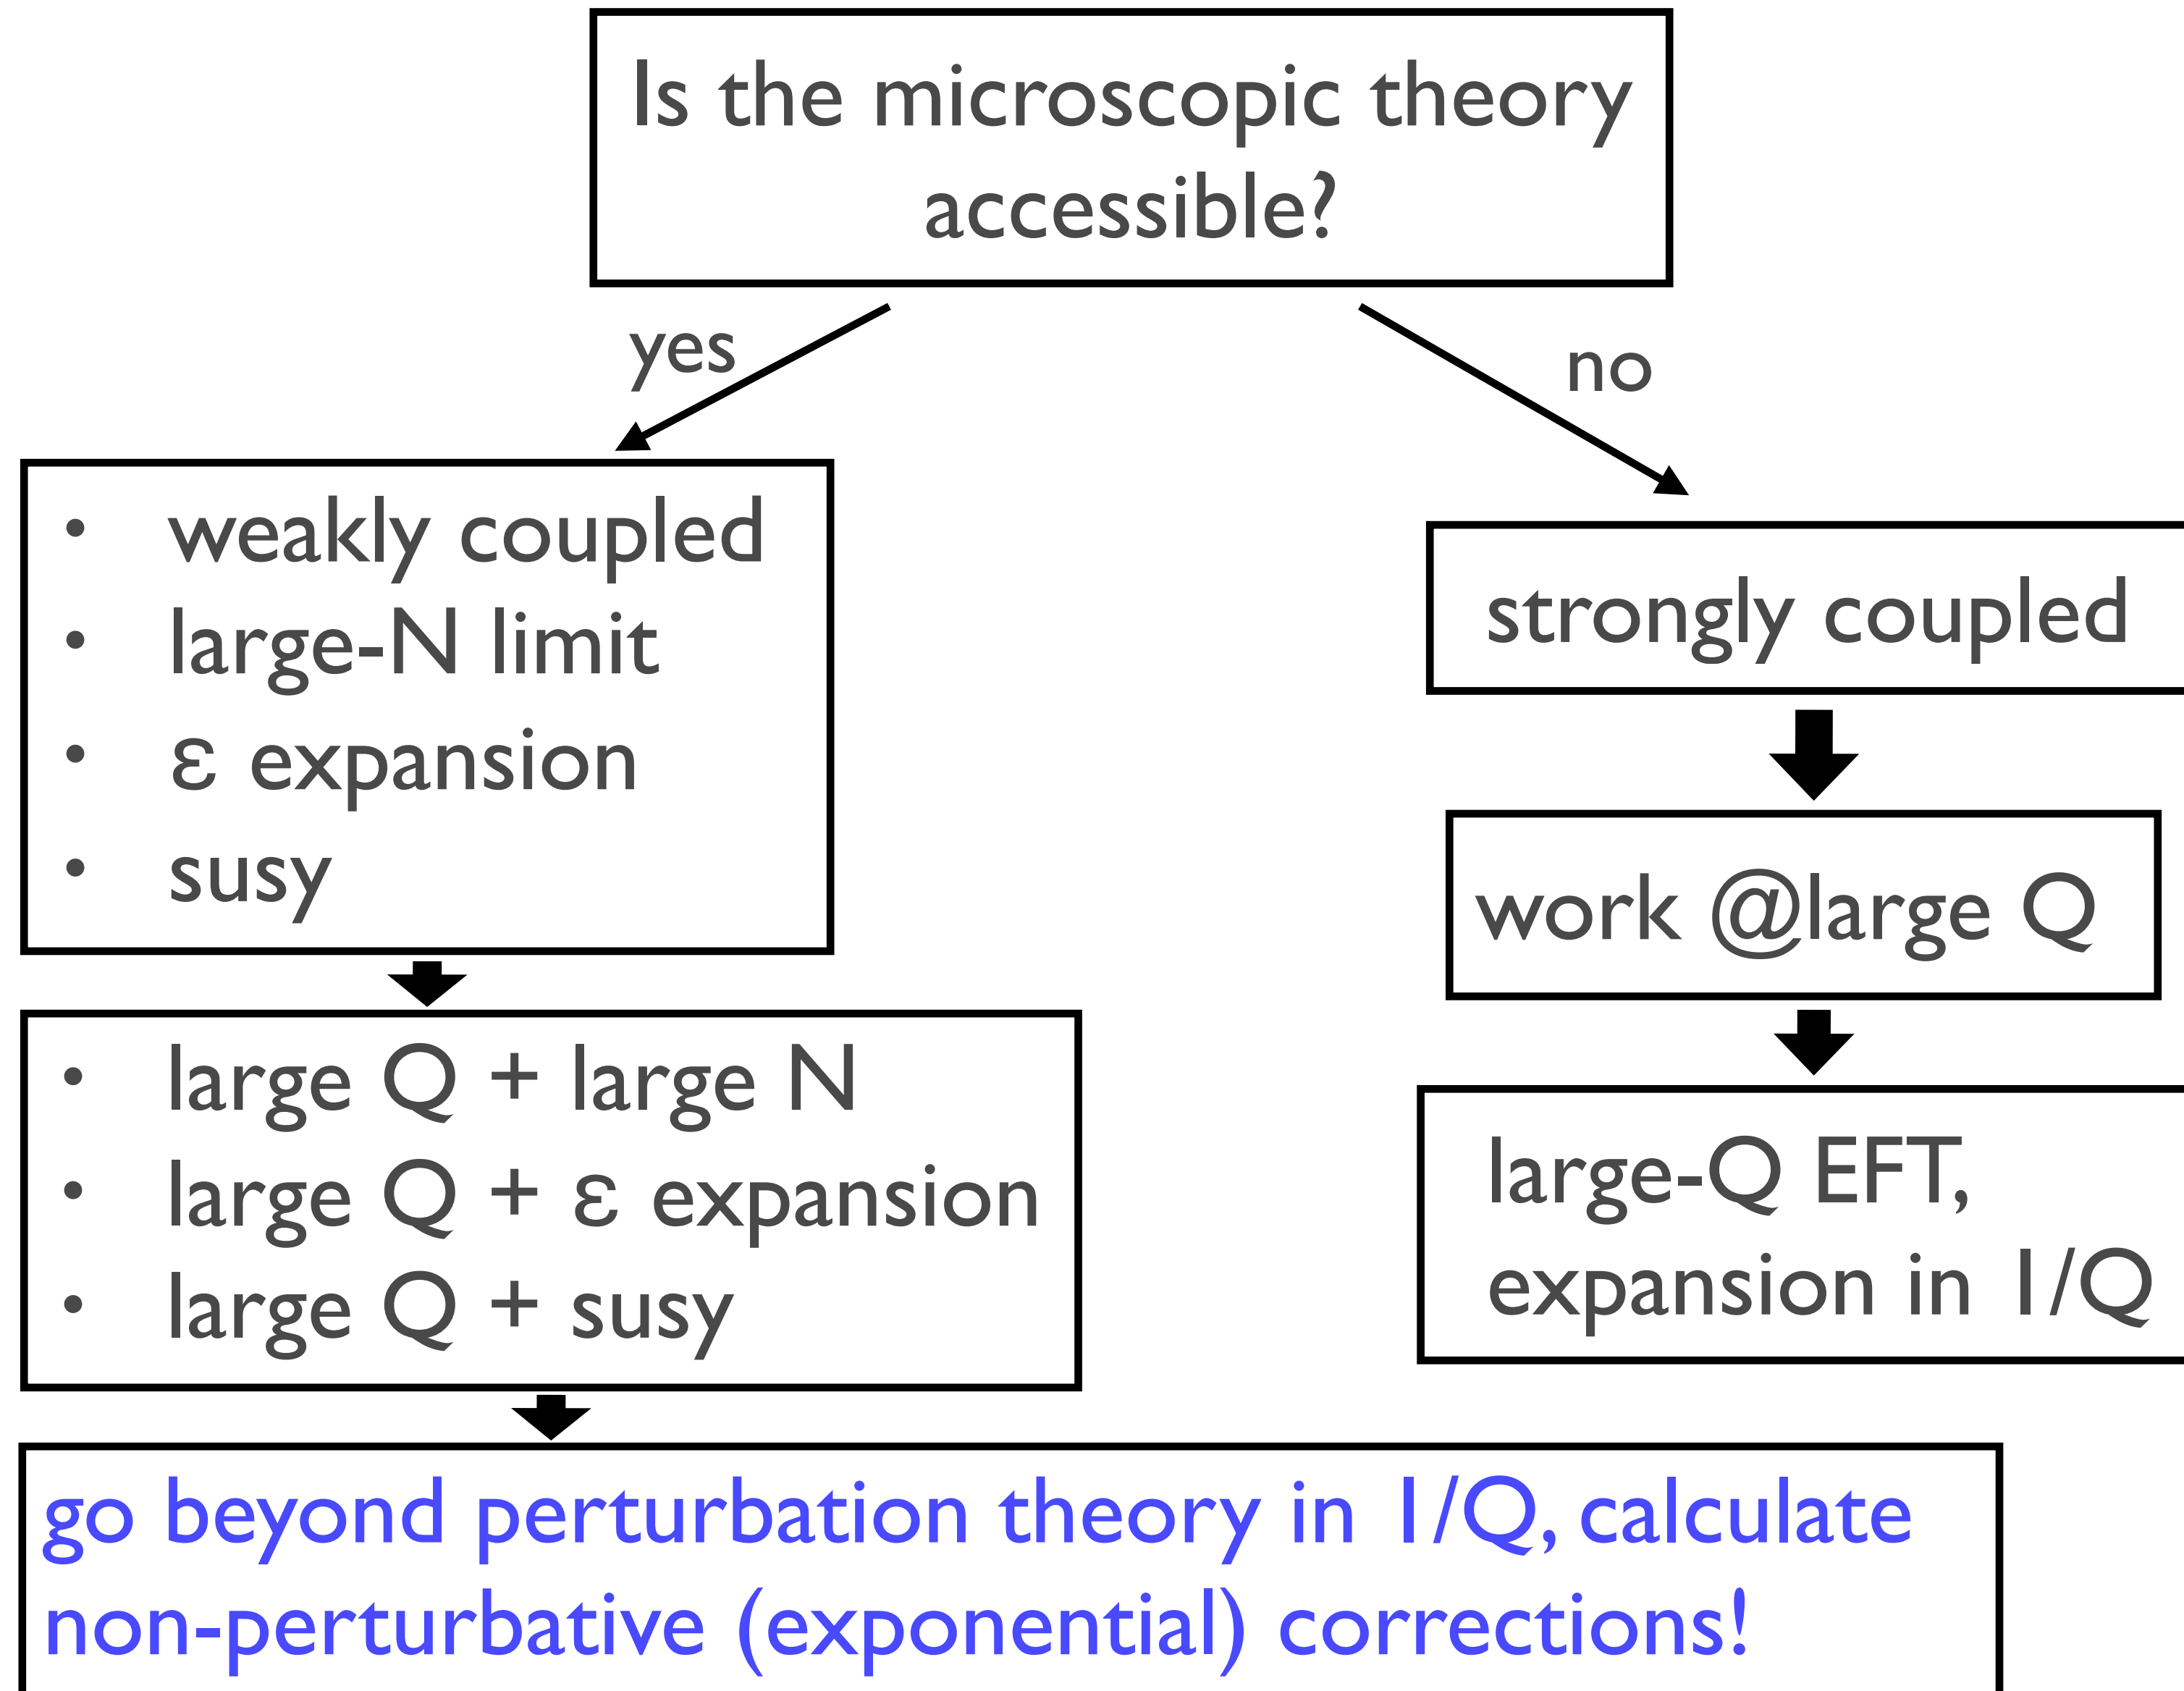 Is the microscopic theory
accessible?
yes
no
• weakly coupled
• large-N limit
• ε expansion
• susy
strongly coupled
work @large Q
• large Q + large N
• large Q + ε expansion
• large Q + susy
large-Q EFT,
expansion in 1/Q
go beyond perturbation theory in 1/Q, calculate
non-perturbative (exponential) corrections!